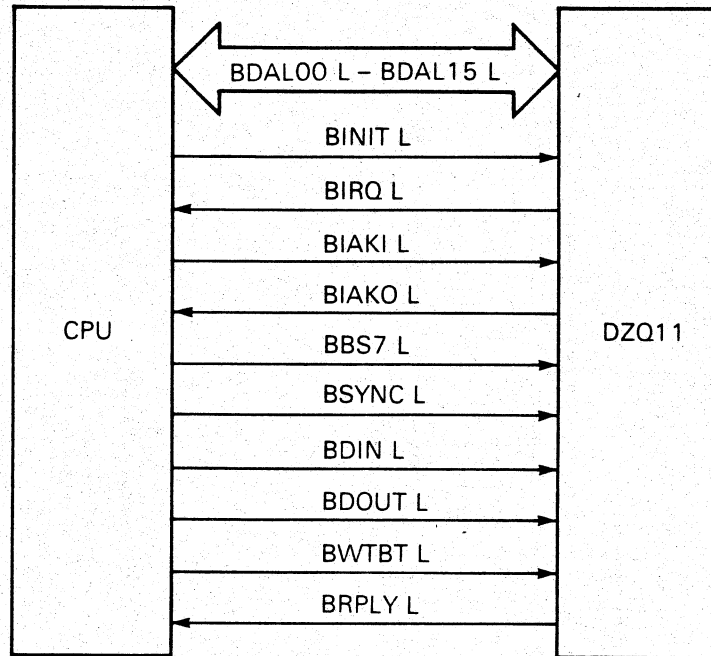 BDAL00 L – BDAL15 L
BINIT L
BIRQ L
BIAKI L
BIAKO L
CPU
DZQ11
BBS7 L
BSYNC L
BDIN L
BDOUT L
BWTBT L
BRPLY L